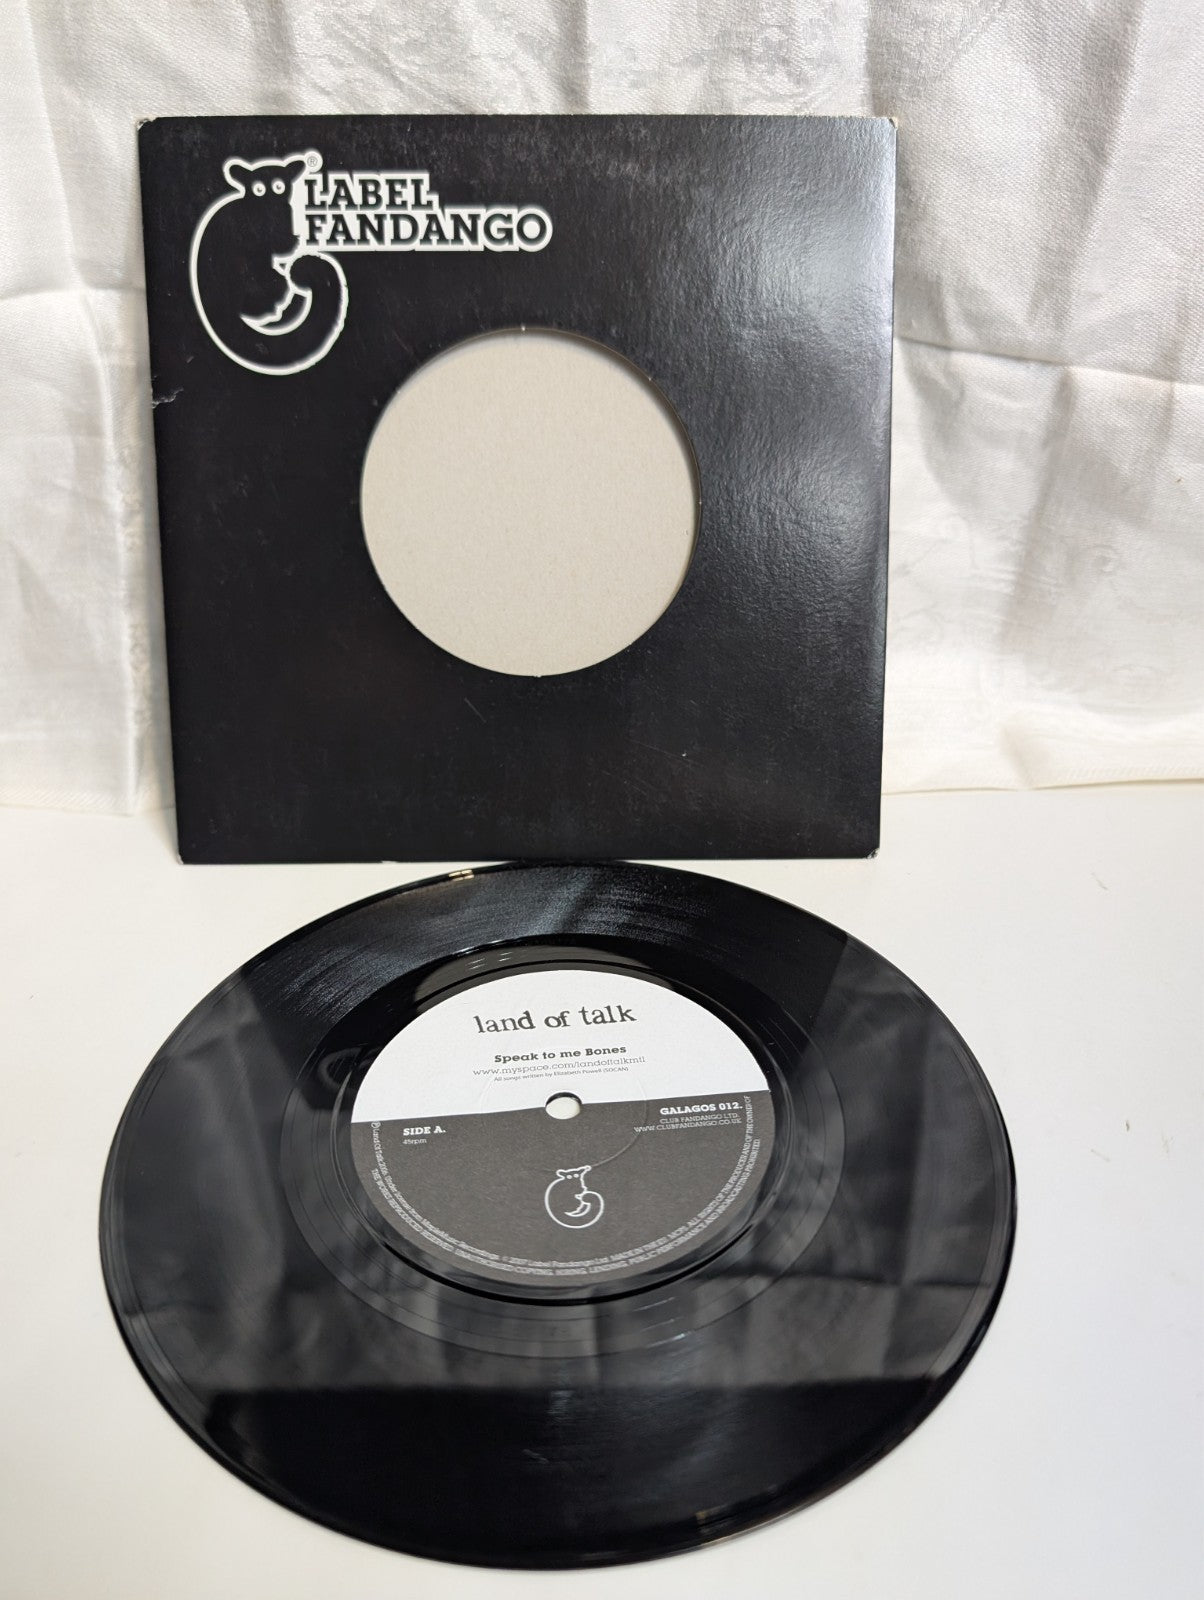 LABEL
FANDANGO
®
land of talk
Speak to me Bones
www.myspace.com/landoftalkmtl
All songs written by Elizabeth Powell (SOCAN)
SIDE A.
45rpm
GALAGOS 012.
CLUB FANDANGO LTD.
WWW.CLUBFANDANGO.CO.UK